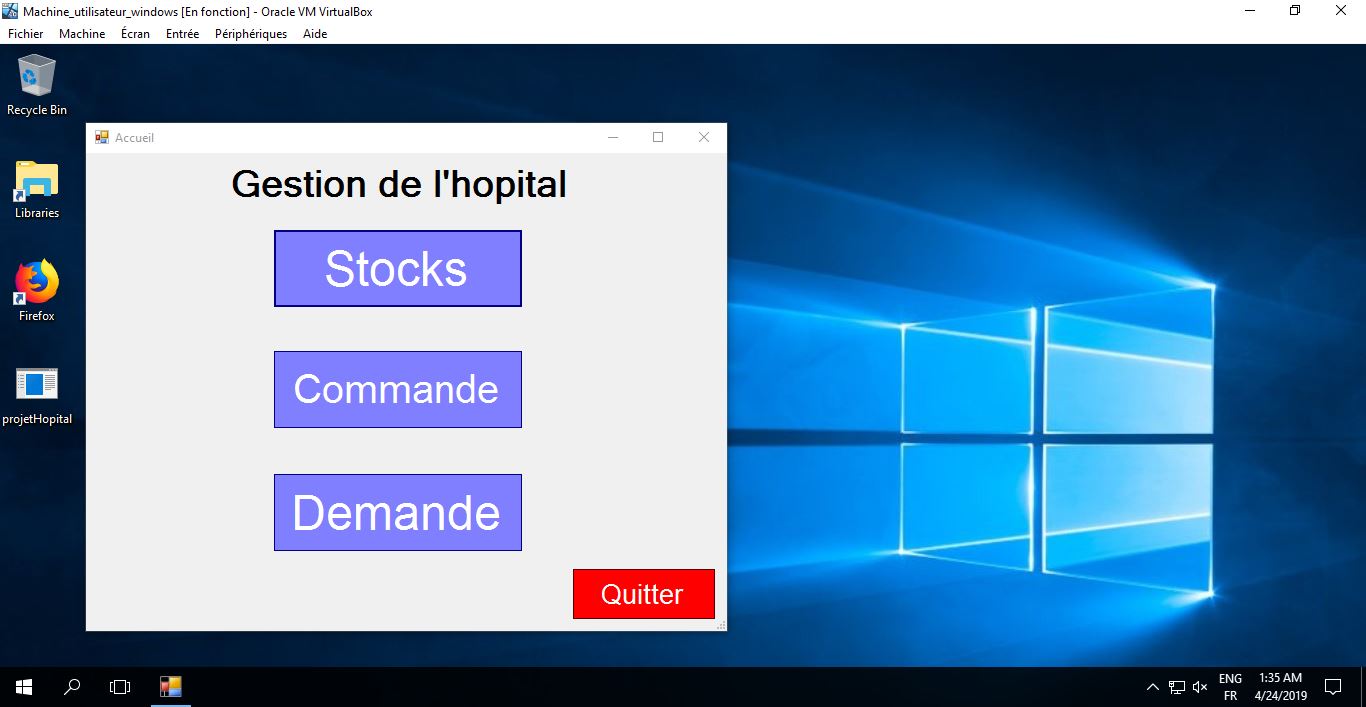 Machine_utilisateur_windows [En fonction] - Oracle VM VirtualBox
Fichier Machine Écran Entrée Périphériques Aide
Recycle Bin
Libraries
Firefox
projetHopital
Accueil
Gestion de l'hopital
Stocks
Commande
Demande
Quitter
ENG
FR
1:35 AM
4/24/2019